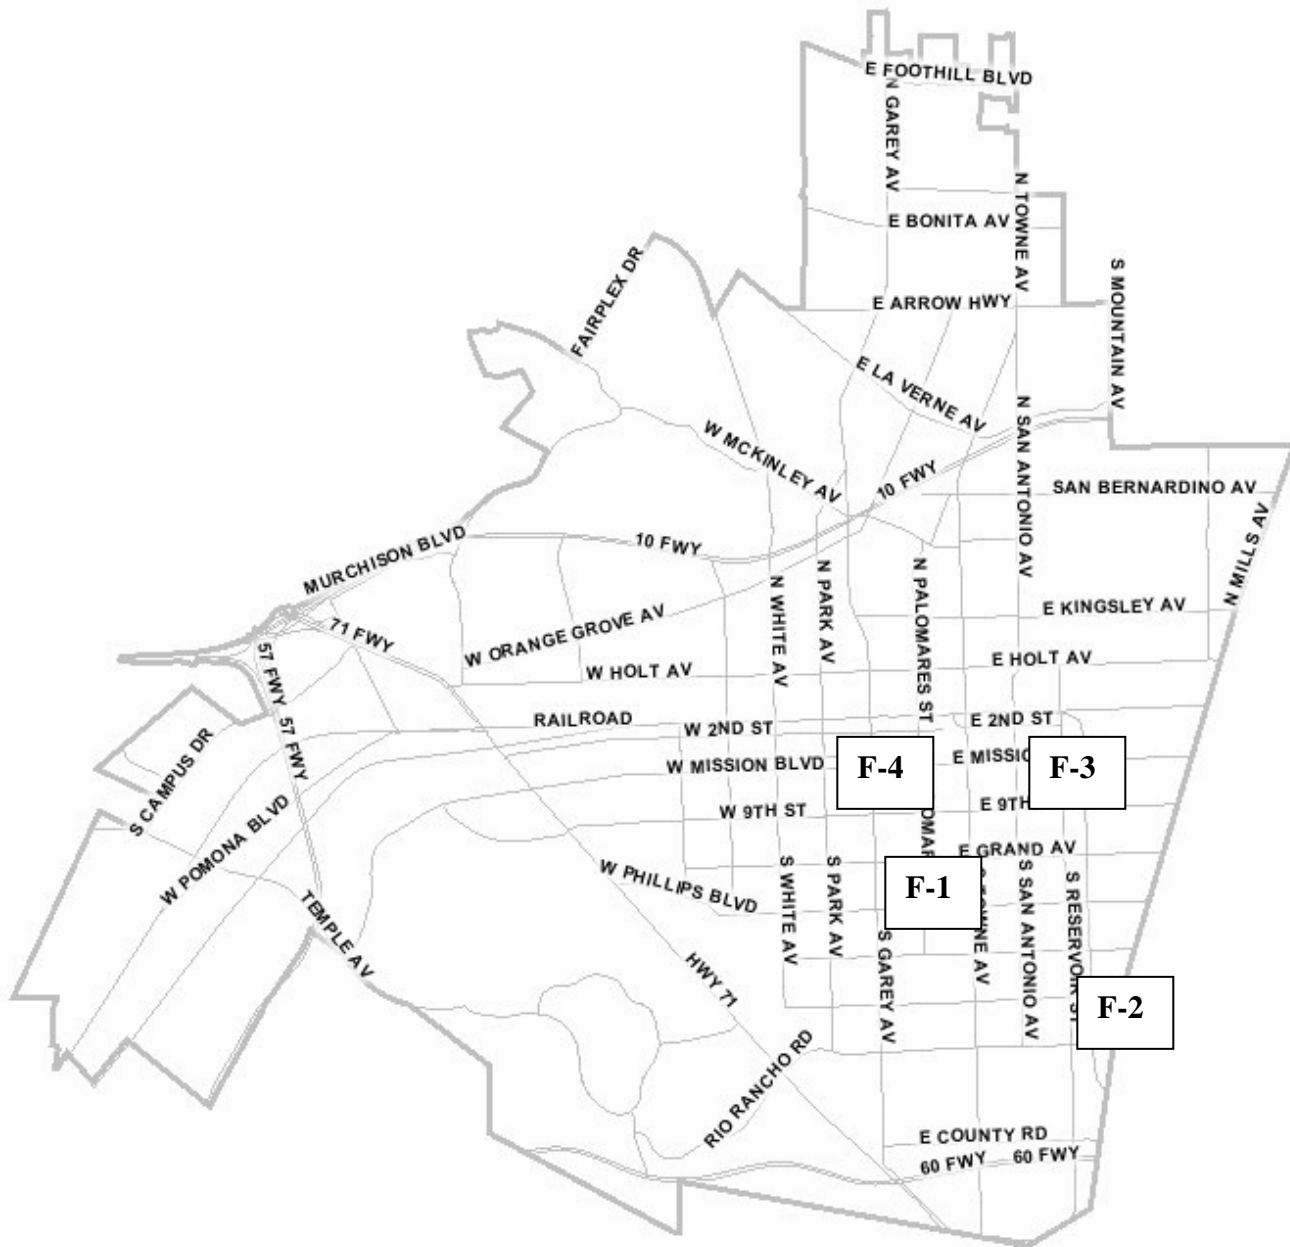 E FOOTHILL BLVD
N GAREY AV
N TOWNE AV
E BONITA AV
FAIRPLEX DR
S MOUNTAIN AV
E ARROW HWY
E LA VERNE AV
N SAN ANTONIO AV
W MCKINLEY AV
10 FWY
SAN BERNARDINO AV
N MILLS AV
MURCHISON BLVD
10 FWY
N WHITE AV
N PARK AV
N PALOMARES ST
E KINGSLEY AV
71 FWY
W ORANGE GROVE AV
57 FWY
W HOLT AV
E HOLT AV
57 FWY
RAILROAD
W 2ND ST
E 2ND ST
S CAMPUS DR
W MISSION BLVD
F-4
E MISSIO
F-3
W POMONA BLVD
W 9TH ST
E 9TH
OMAR
E GRAND AV
W PHILLIPS BLVD
S WHITE AV
S PARK AV
F-1
S TOWNE AV
S SAN ANTONIO AV
S RESERVOIR ST
TEMPLE AV
S GAREY AV
HWY 71
F-2
RIO RANCHO RD
E COUNTY RD
60 FWY
60 FWY